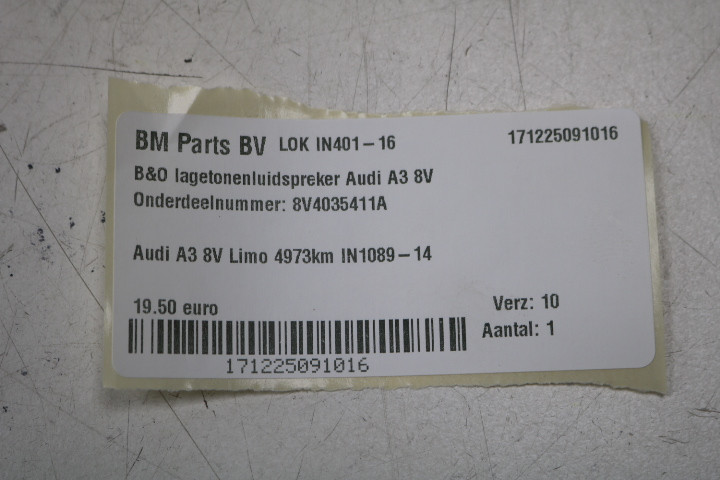 BM Parts BV LOK IN401-16 171225091016
B&O lagetonenluidspreker Audi A3 8V
Onderdeelnummer: 8V4035411A
Audi A3 8V Limo 4973km IN1089-14
19.50 euro Verz: 10
Aantal: 1
171225091016